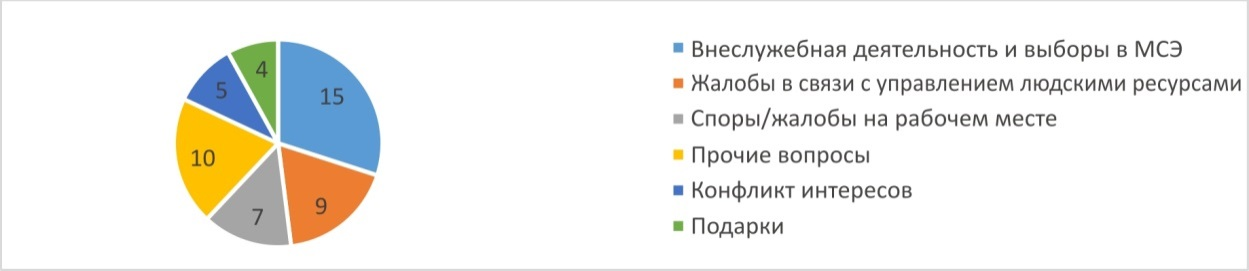 15
9
7
10
5
4
Внеслужебная деятельность и выборы в МСЭ
Жалобы в связи с управлением людскими ресурсами
Споры/жалобы на рабочем месте
Прочие вопросы
Конфликт интересов
Подарки